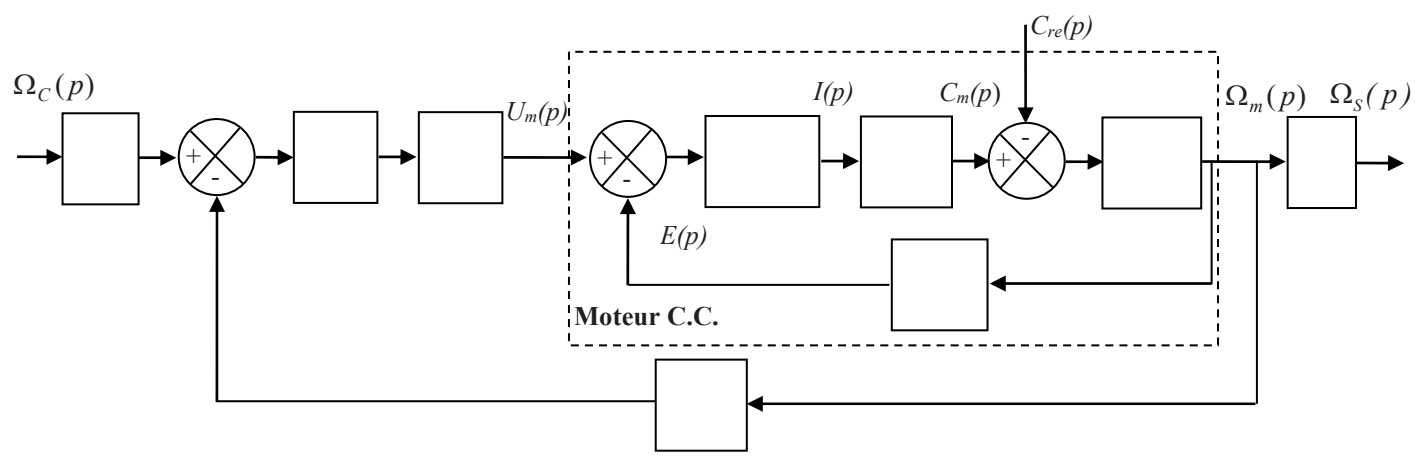 C_re(p)
Ω_C(p)
U_m(p)
I(p)
C_m(p)
Ω_m(p)
Ω_S(p)
+
-
+
-
-
+
E(p)
Moteur C.C.